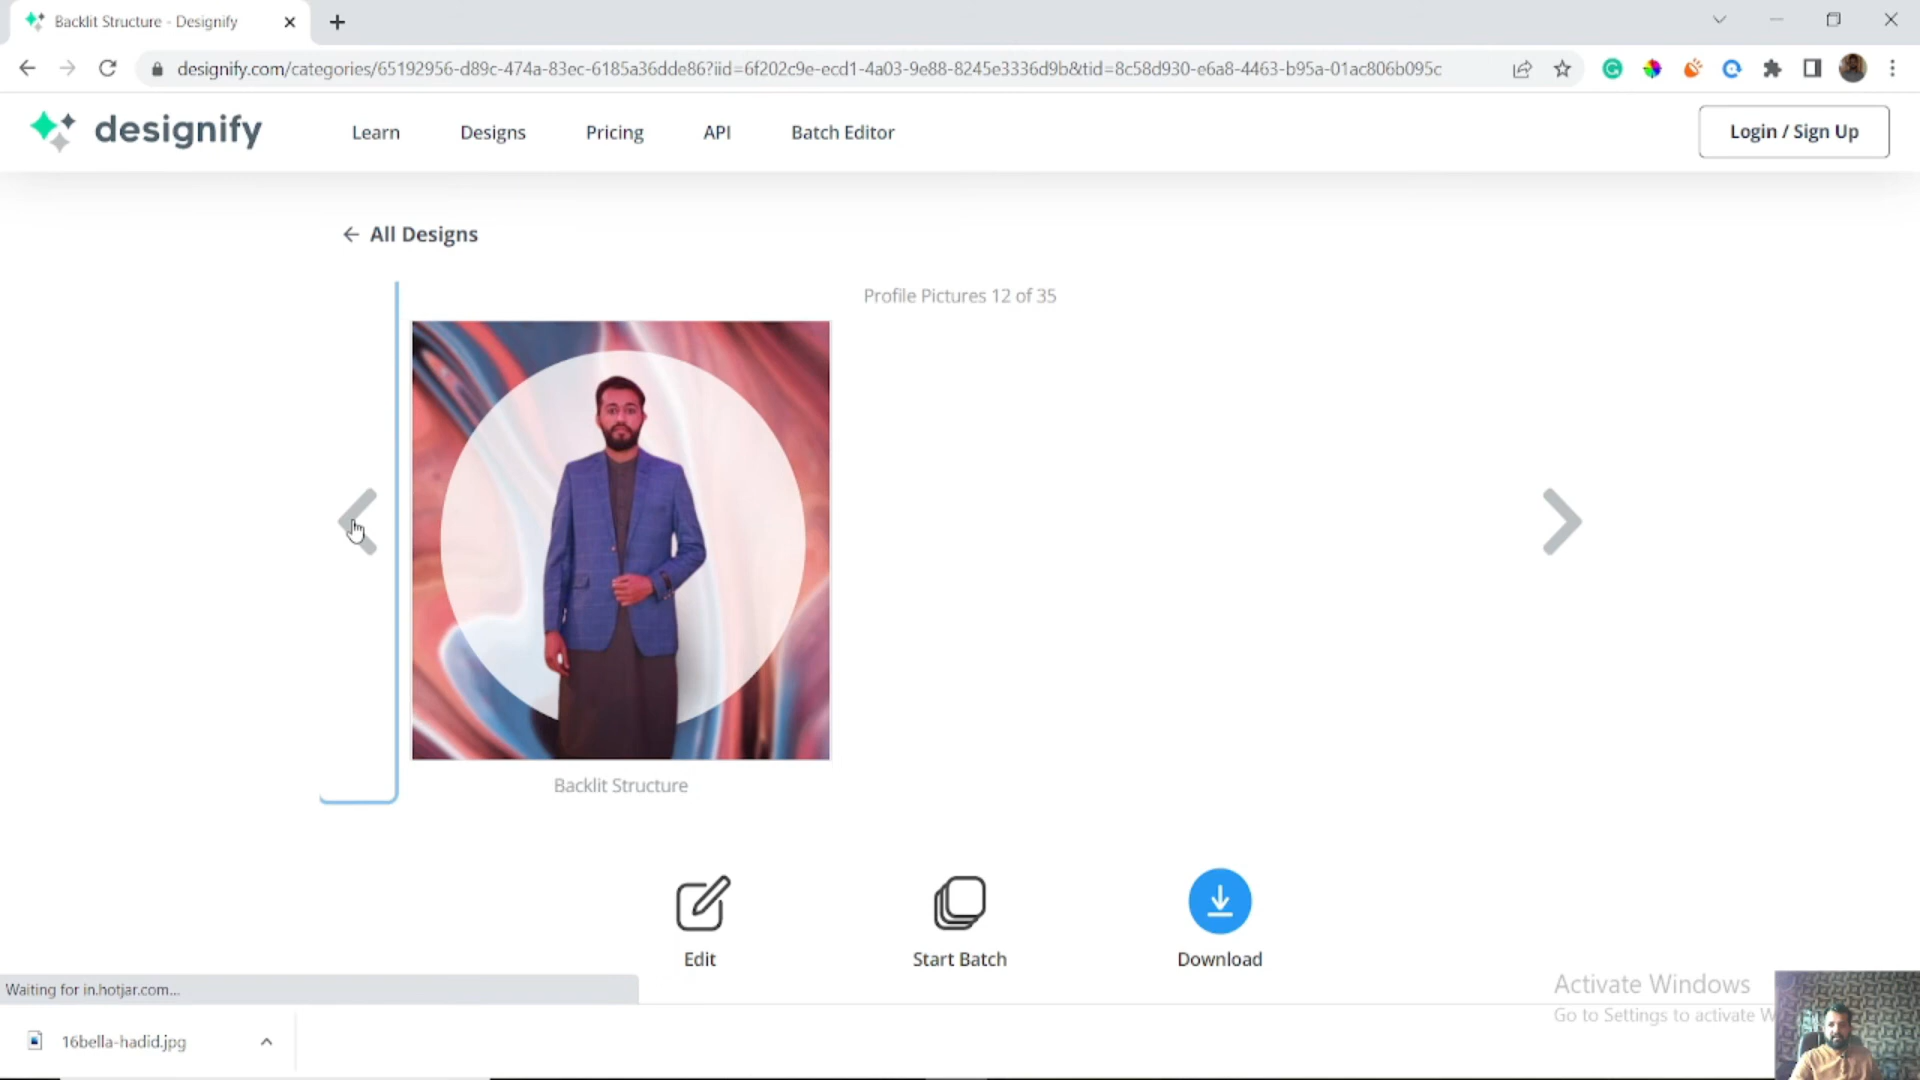 Backlit Structure - Designify
designify.com/categories/65192956-d89c-474a-83ec-6185a36dde86?iid=6f202c9e-ecd1-4a03-9e88-8245e3336d9b&tid=8c58d930-e6a8-4463-b95a-01ac806b095c
designify
Learn
Designs
Pricing
API
Batch Editor
Login / Sign Up
← All Designs
Profile Pictures 12 of 35
Backlit Structure
Edit
Start Batch
Download
Waiting for in.hotjar.com...
Activate Windows
Go to Settings to activate W
16bella-hadid.jpg